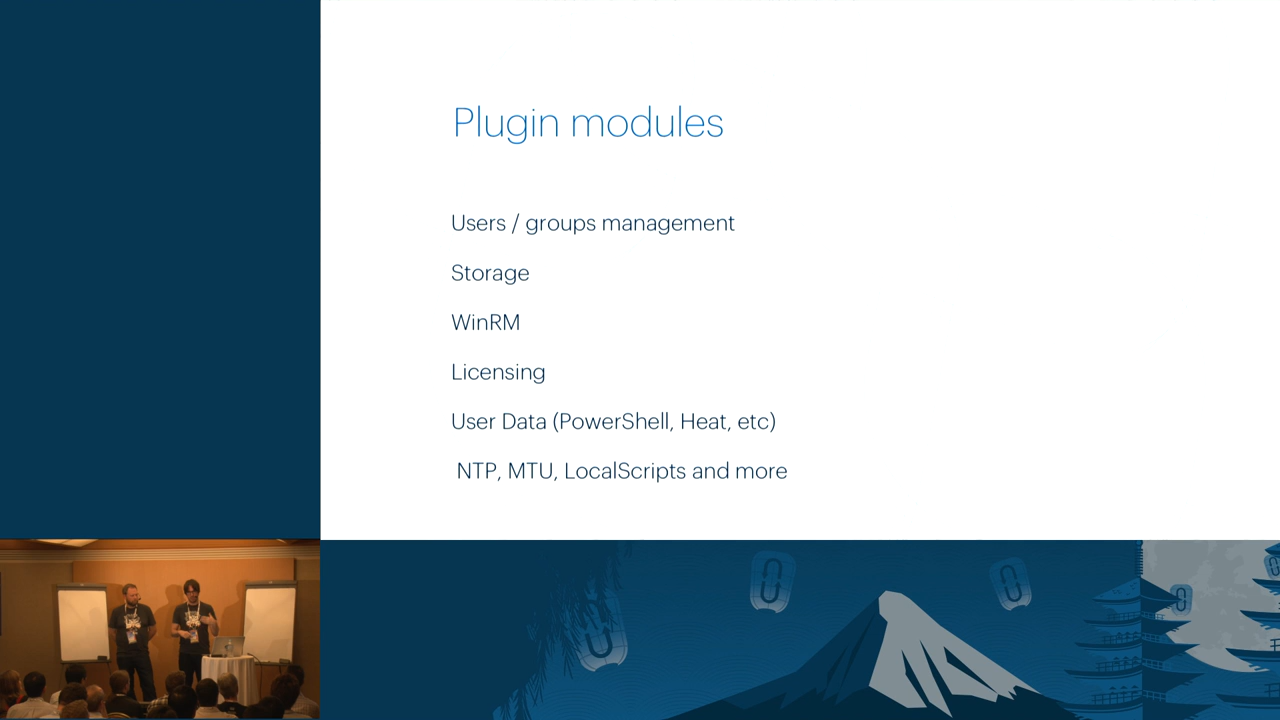 Plugin modules
Users / groups management
Storage
WinRM
Licensing
User Data (PowerShell, Heat, etc)
NTP, MTU, LocalScripts and more